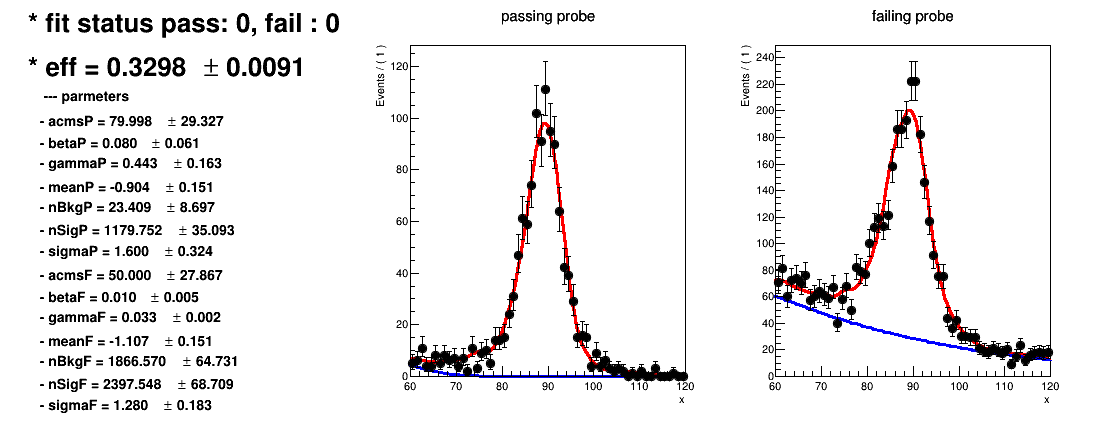 * fit status pass: 0, fail : 0
* eff = 0.3298 ± 0.0091
--- parmeters
- acmsP = 79.998 ± 29.327
- betaP = 0.080 ± 0.061
- gammaP = 0.443 ± 0.163
- meanP = -0.904 ± 0.151
- nBkgP = 23.409 ± 8.697
- nSigP = 1179.752 ± 35.093
- sigmaP = 1.600 ± 0.324
- acmsF = 50.000 ± 27.867
- betaF = 0.010 ± 0.005
- gammaF = 0.033 ± 0.002
- meanF = -1.107 ± 0.151
- nBkgF = 1866.570 ± 64.731
- nSigF = 2397.548 ± 68.709
- sigmaF = 1.280 ± 0.183
passing probe
Events / ( 1 )
120
100
80
60
40
20
0
60 70 80 90 100 110 120
x
failing probe
Events / ( 1 )
240
220
200
180
160
140
120
100
80
60
40
20
0
60 70 80 90 100 110 120
x